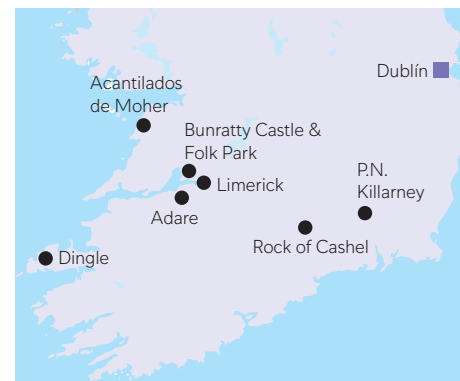 Dublín
Acantilados
de Moher
Bunratty Castle &
Folk Park
P.N.
Killarney
Limerick
Adare
Rock of Cashel
Dingle